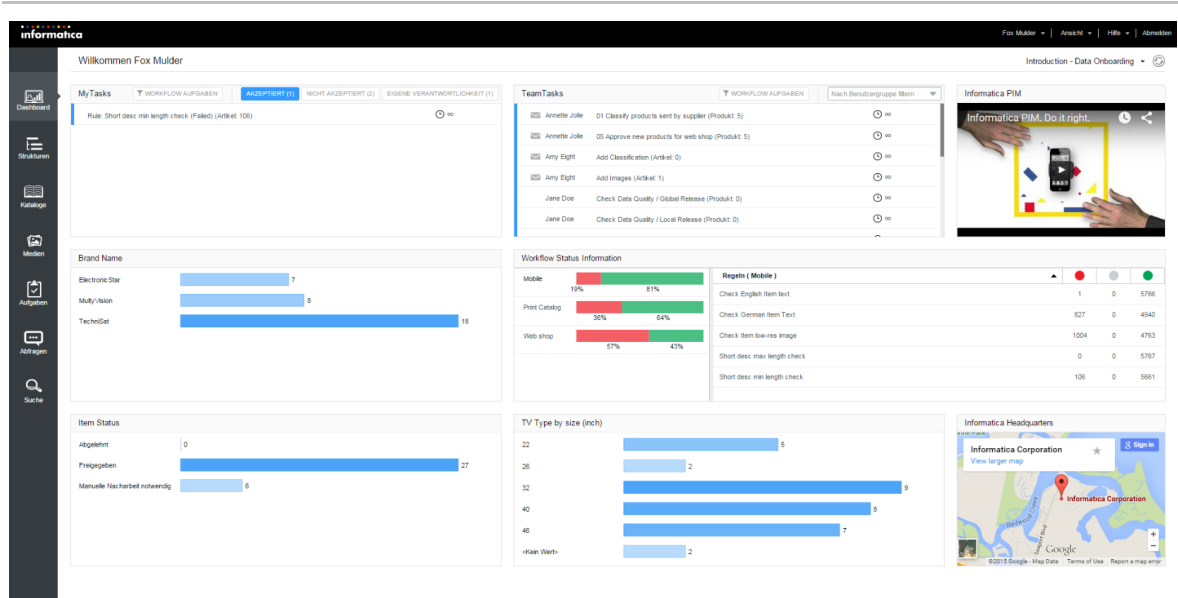 informatica
Fox Mulder | Ansicht | Hilfe | Abmelden
Willkommen Fox Mulder
Introduction - Data Onboarding
Dashboard
Strukturen
Kataloge
Medien
Aufgaben
Abfragen
Suche
MyTasks
WORKFLOW AUFGABEN
AKZEPTIERT (1)
NICHT AKZEPTIERT (2)
EIGENE VERANTWORTLICHKEIT (1)
Rule: Short desc min length check (Failed) (Artikel: 106) ∞
TeamTasks
WORKFLOW AUFGABEN
Nach Benutzergruppe filtern
Annette Jolie 01 Classify products sent by supplier (Produkt: 5) ∞
Annette Jolie 05 Approve new products for web shop (Produkt: 5) ∞
Amy Eight Add Classification (Artikel: 0) ∞
Amy Eight Add Images (Artikel: 1) ∞
Jane Doe Check Data Quality / Global Release (Produkt: 0) ∞
Jane Doe Check Data Quality / Local Release (Produkt: 0) ∞
Informatica PIM
Informatica PIM. Do it right.
Brand Name
ElectronicStar 7
MultyVision 8
TechniSat 18
Workflow Status Information
Mobile
19% 81%
Print Catalog
36% 64%
Web shop
57% 43%
Regeln ( Mobile )
Check English Item text 1 0 5766
Check German Item Text 827 0 4940
Check Item low-res image 1004 0 4763
Short desc max length check 0 0 5767
Short desc min length check 106 0 5661
Item Status
Abgelehnt 0
Freigegeben 27
Manuelle Nacharbeit notwendig 6
TV Type by size (inch)
22 5
26 2
32 9
40 8
46 7
<Kein Wert> 2
Informatica Headquarters
Informatica Corporation
View larger map
Sign in
Informatica Corporation
Redwood Creek
Seaport Blvd
Google
+
−
©2015 Google - Map Data Terms of Use Report a map error